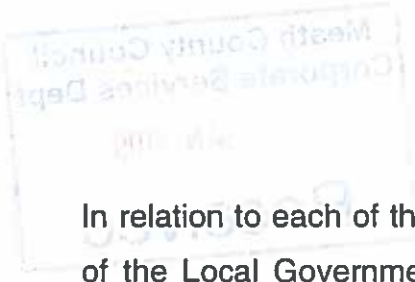 Meath County Council
Corporate Services Dept
In relation to each of th
of the Local Governme